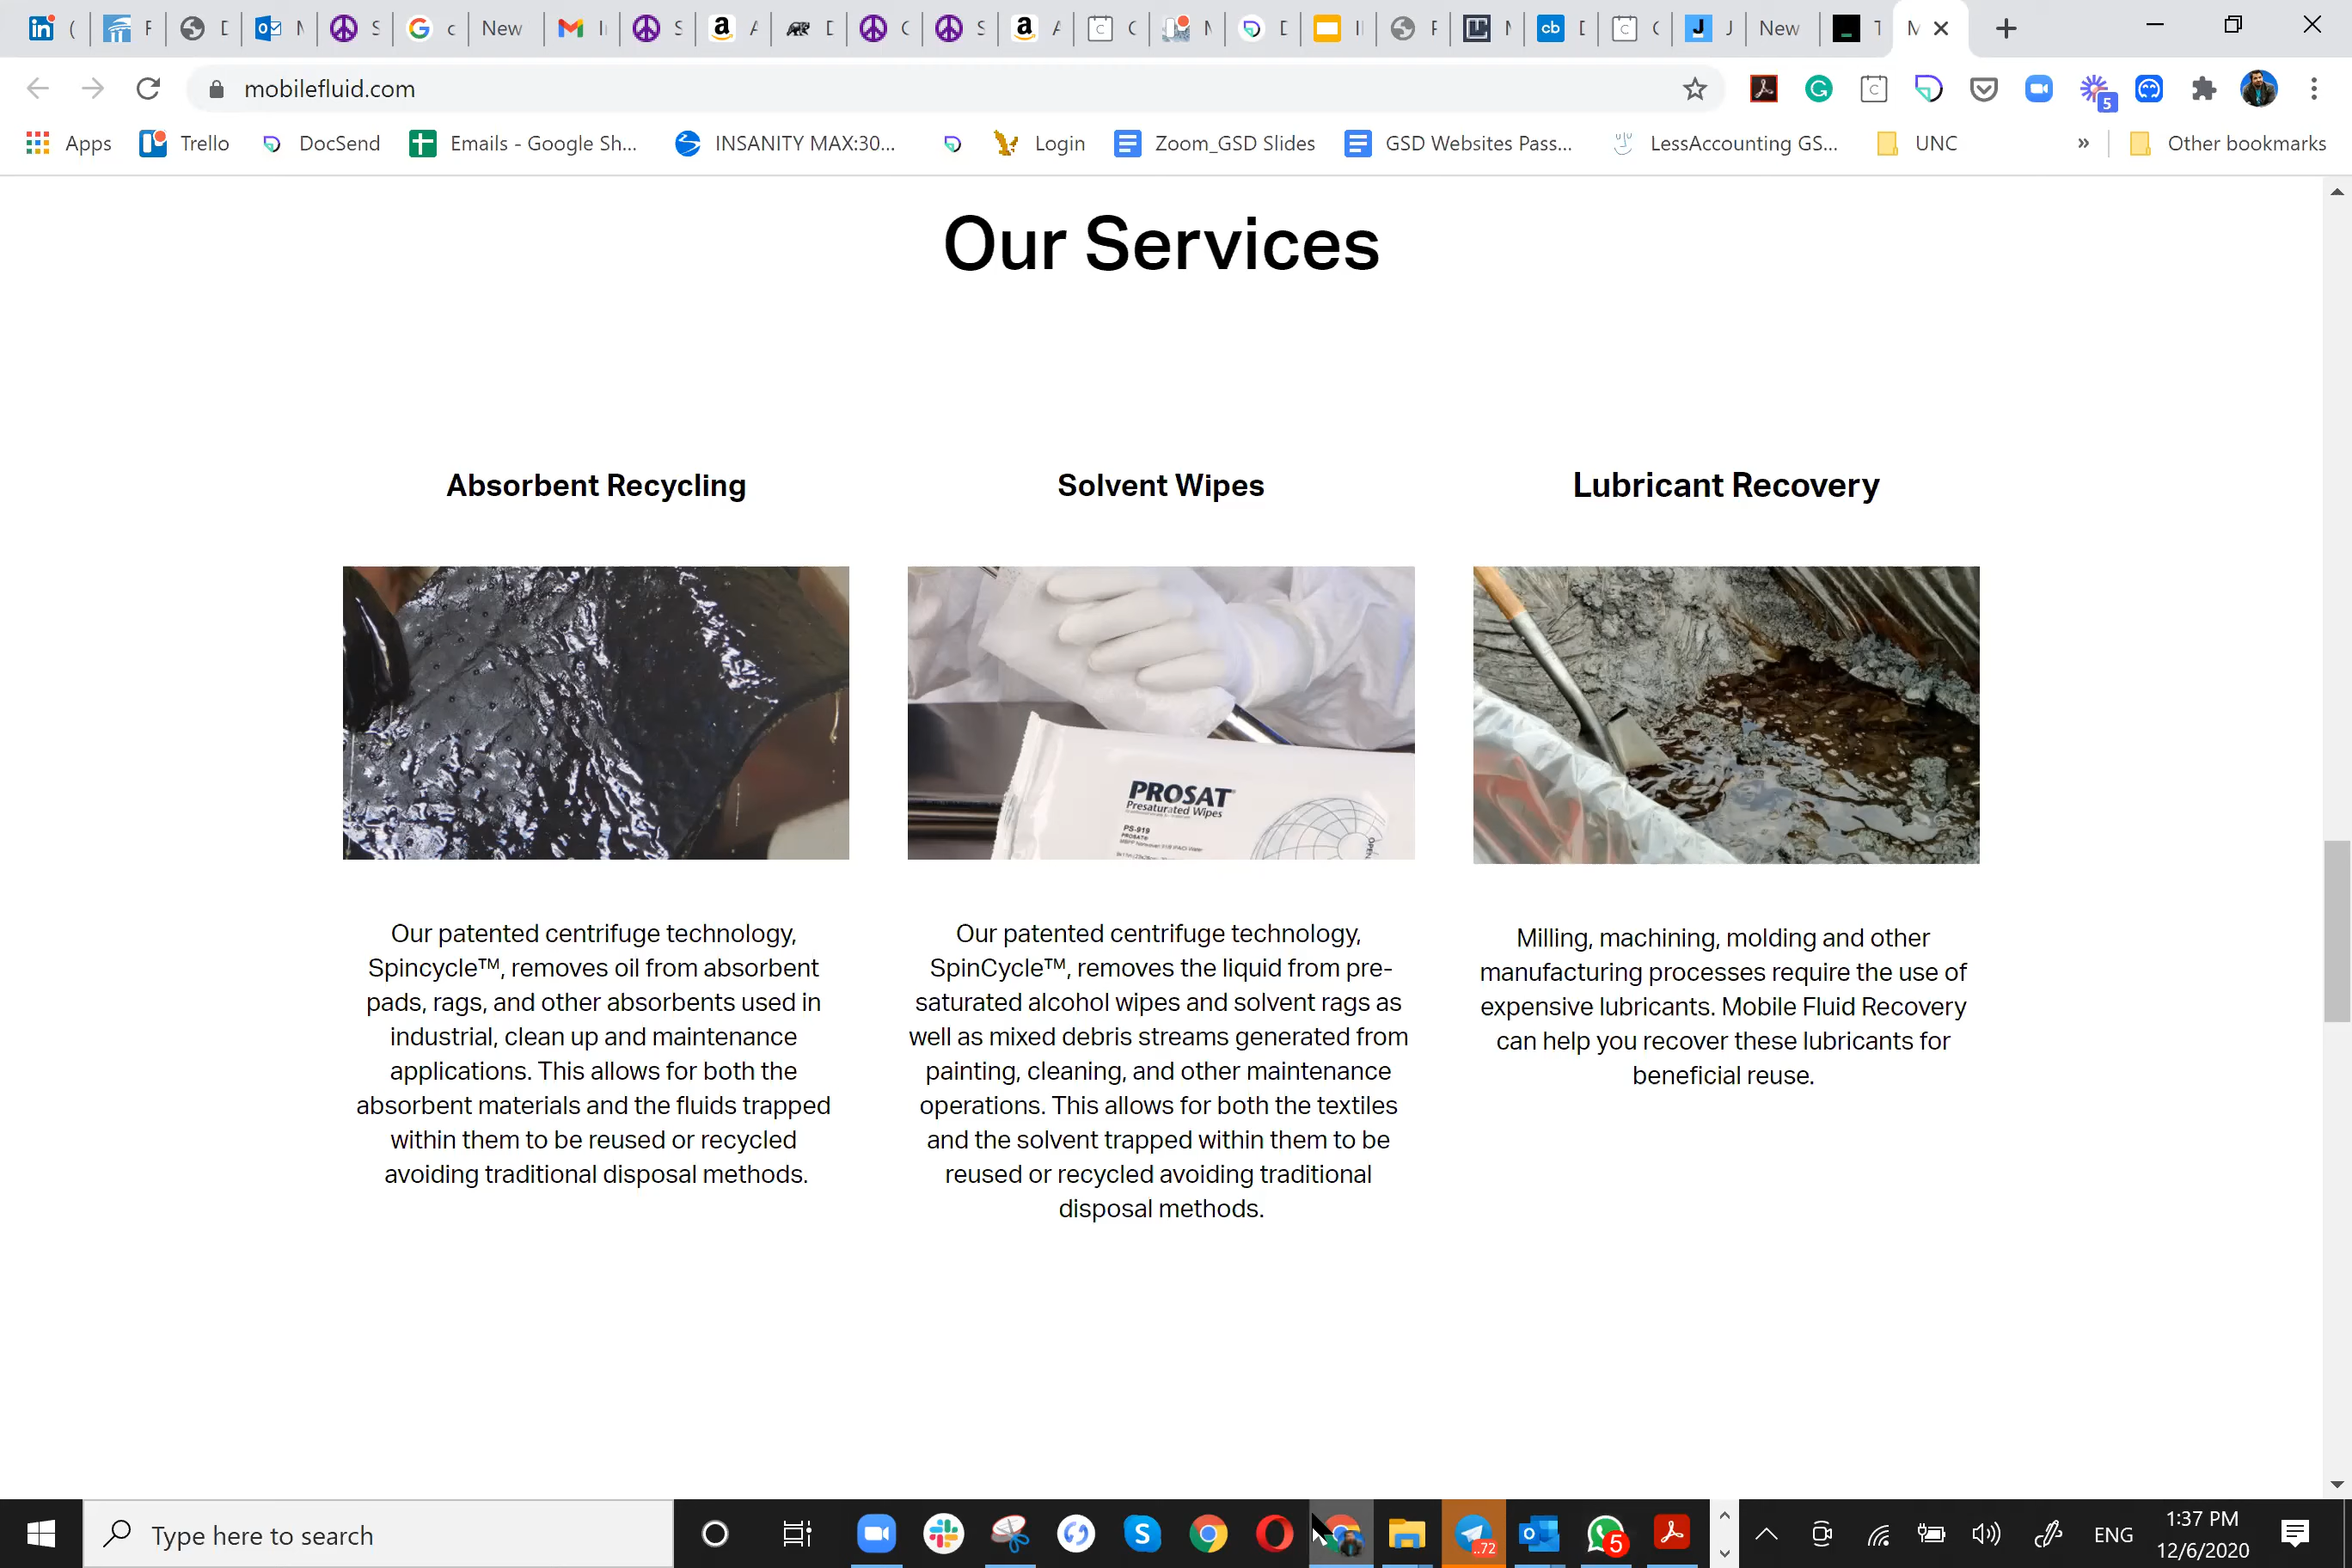 New
New
mobilefluid.com
5
Apps
Trello
DocSend
Emails - Google Sh...
INSANITY MAX:30...
Login
Zoom_GSD Slides
GSD Websites Pass...
LessAccounting GS...
UNC
»
Other bookmarks
Our Services
Absorbent Recycling
Solvent Wipes
Lubricant Recovery
PROSAT
Presaturated Wipes
PS-919
Our patented centrifuge technology,
Spincycle™, removes oil from absorbent
pads, rags, and other absorbents used in
industrial, clean up and maintenance
applications. This allows for both the
absorbent materials and the fluids trapped
within them to be reused or recycled
avoiding traditional disposal methods.
Our patented centrifuge technology,
SpinCycle™, removes the liquid from pre-
saturated alcohol wipes and solvent rags as
well as mixed debris streams generated from
painting, cleaning, and other maintenance
operations. This allows for both the textiles
and the solvent trapped within them to be
reused or recycled avoiding traditional
disposal methods.
Milling, machining, molding and other
manufacturing processes require the use of
expensive lubricants. Mobile Fluid Recovery
can help you recover these lubricants for
beneficial reuse.
Type here to search
..72
5
ENG
1:37 PM
12/6/2020